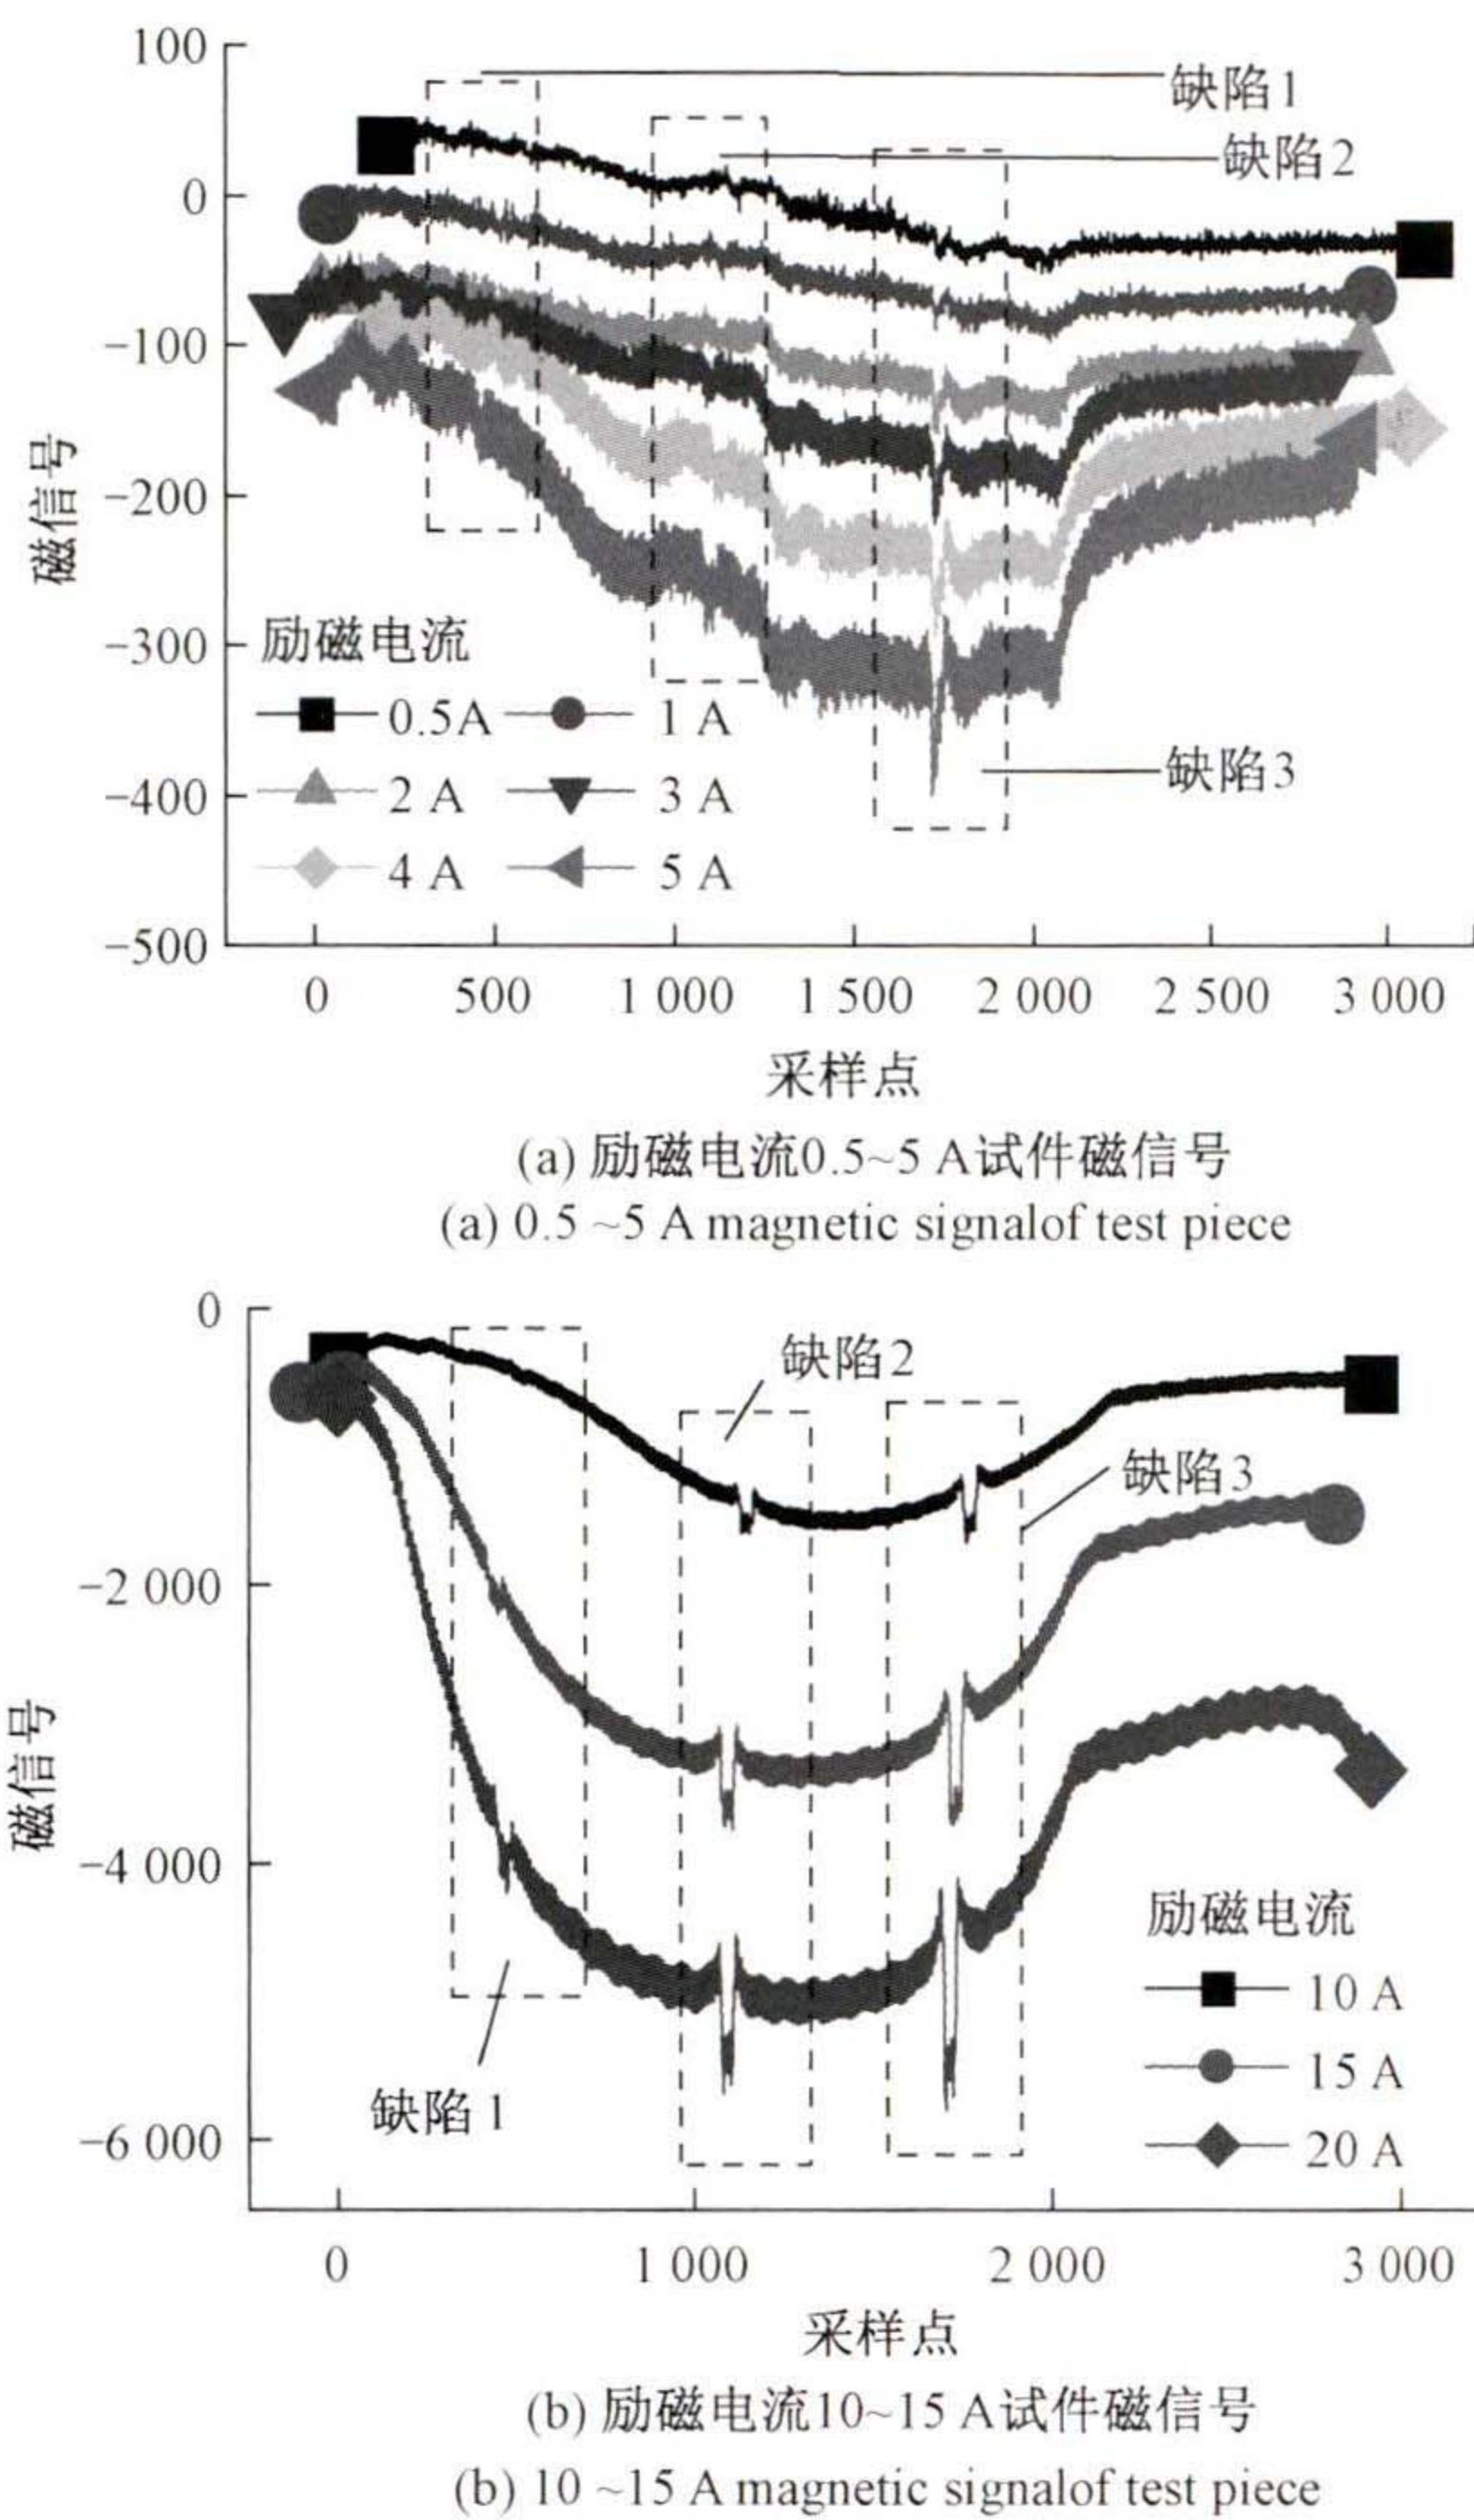 100
缺陷1
缺陷2
0
−100
−200
磁信号
−300
励磁电流
0.5A
1 A
缺陷3
−400
2 A
3 A
4 A
5 A
−500
0 500 1 000 1 500 2 000 2 500 3 000
采样点
(a) 励磁电流0.5~5 A试件磁信号
(a) 0.5 ~5 A magnetic signalof test piece
0
缺陷2
缺陷3
−2 000
磁信号
−4 000
励磁电流
10 A
15 A
缺陷1
−6 000
20 A
0 1 000 2 000 3 000
采样点
(b) 励磁电流10~15 A试件磁信号
(b) 10 ~15 A magnetic signalof test piece